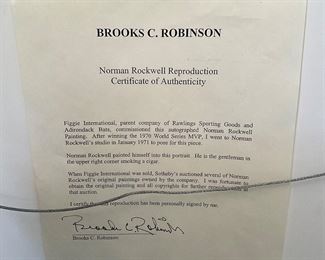 BROOKS C. ROBINSON
Norman Rockwell Reproduction
Certificate of Authenticity
Figgie International, parent company of Rawlings Sporting Goods and
Adirondack Bats, commissioned this autographed Norman Rockwell
Painting. After winning the 1970 World Series MVP, I went to Norman
Rockwell's studio in January 1971 to pose for this piece.
Norman Rockwell painted himself into this portrait. He is the gentleman in
the upper right corner smoking a cigar.
When Figgie International was sold, Sotheby's auctioned several of Norman
Rockwell's original paintings owned by the company. I was fortunate to
obtain the original painting and all copyrights for further reproductions at
that auction.
I certify that this reproduction has been personally signed by me.
Brooks C Robinson
Brooks C. Robinson